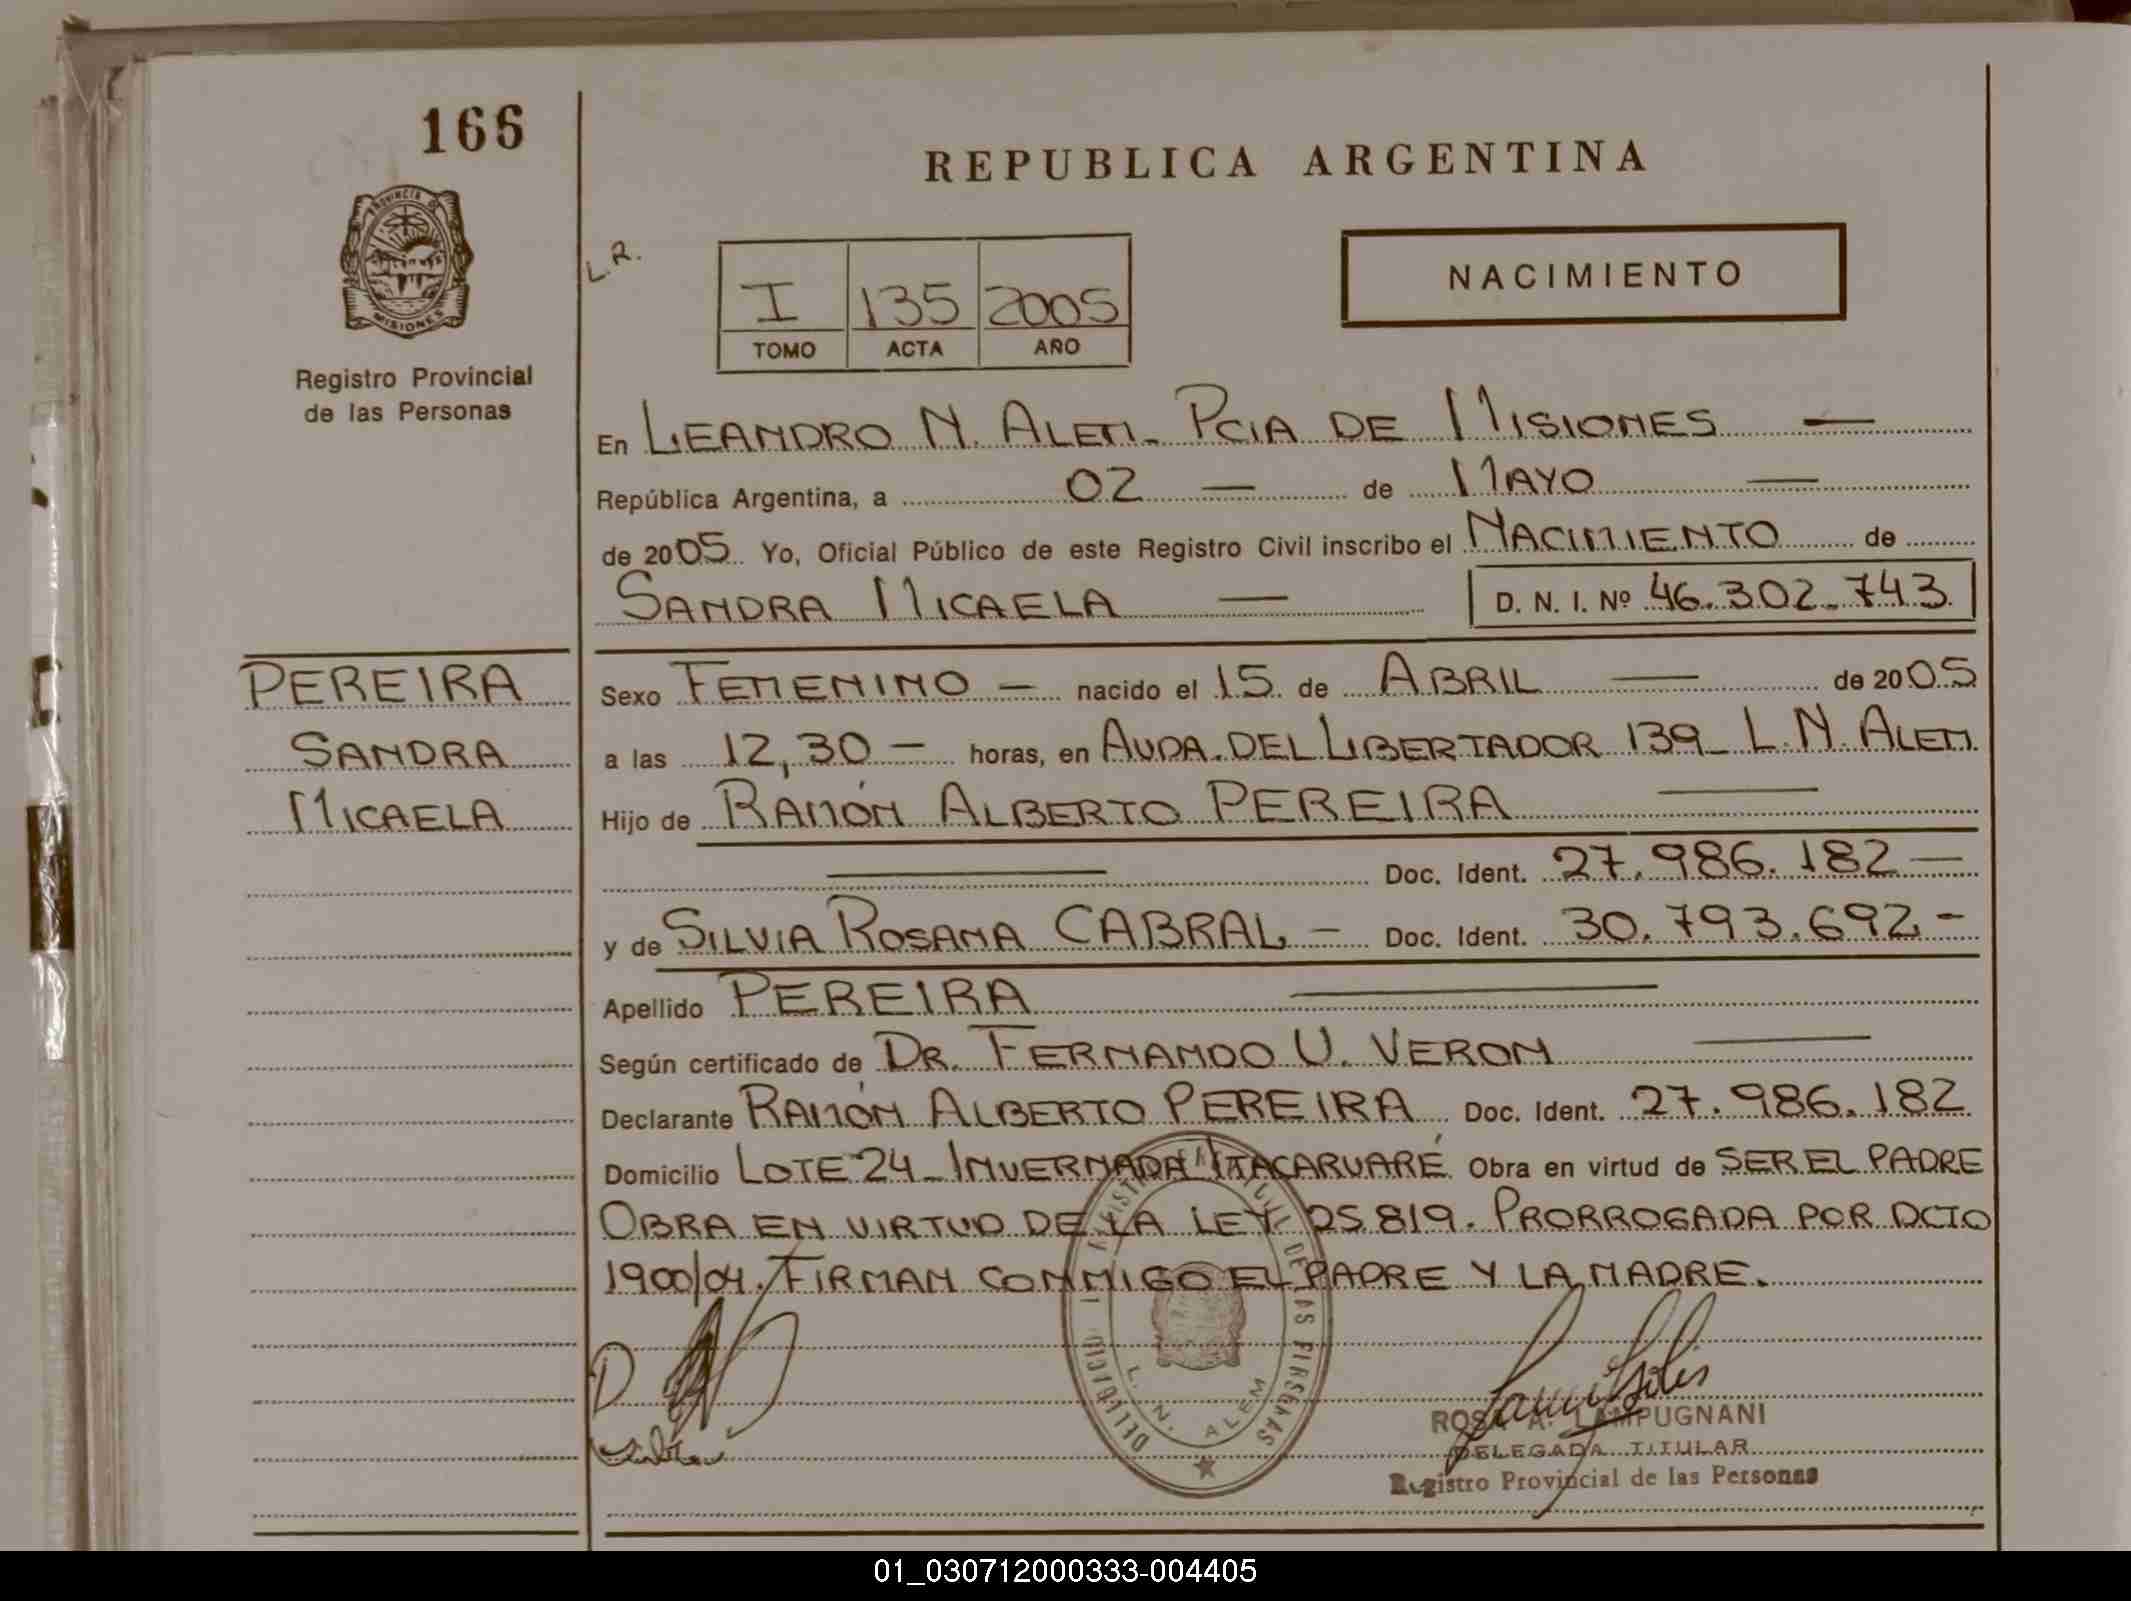 166
PROVINCIA DE
MISIONES
Registro Provincial
de las Personas
REPUBLICA ARGENTINA
L.R.
I 135 2005
TOMO ACTA AÑO
NACIMIENTO
En LEANDRO N. ALEM - PCIA DE MISIONES —
República Argentina, a 02 — de MAYO —
de 2005 Yo, Oficial Público de este Registro Civil inscribo el NACIMIENTO de
SANDRA MICAELA — D. N. I. Nº 46.302.743
PEREIRA
SANDRA
MICAELA
Sexo FEMENINO — nacido el 15 de ABRIL — de 2005
a las 12,30 — horas, en AVDA. DEL LIBERTADOR 139 - L. N. ALEM.
Hijo de RAMÓN ALBERTO PEREIRA —
— Doc. Ident. 27.986.182 —
y de SILVIA ROSANA CABRAL — Doc. Ident. 30.793.692 -
Apellido PEREIRA —
Según certificado de DR. FERNANDO U. VERON —
Declarante RAMÓN ALBERTO PEREIRA Doc. Ident. 27.986.182
Domicilio LOTE 24 - INVERNADA ITACARUARÉ Obra en virtud de SER EL PADRE
OBRA EN VIRTUD DE LA LEY 25.819. PRORROGADA POR DCTO
1900/04. FIRMAN CONMIGO EL PADRE Y LA MADRE.
L. N. ALEM
ROSA A. LAMPUGNANI
DELEGADA TITULAR
Registro Provincial de las Personas
01_030712000333-004405